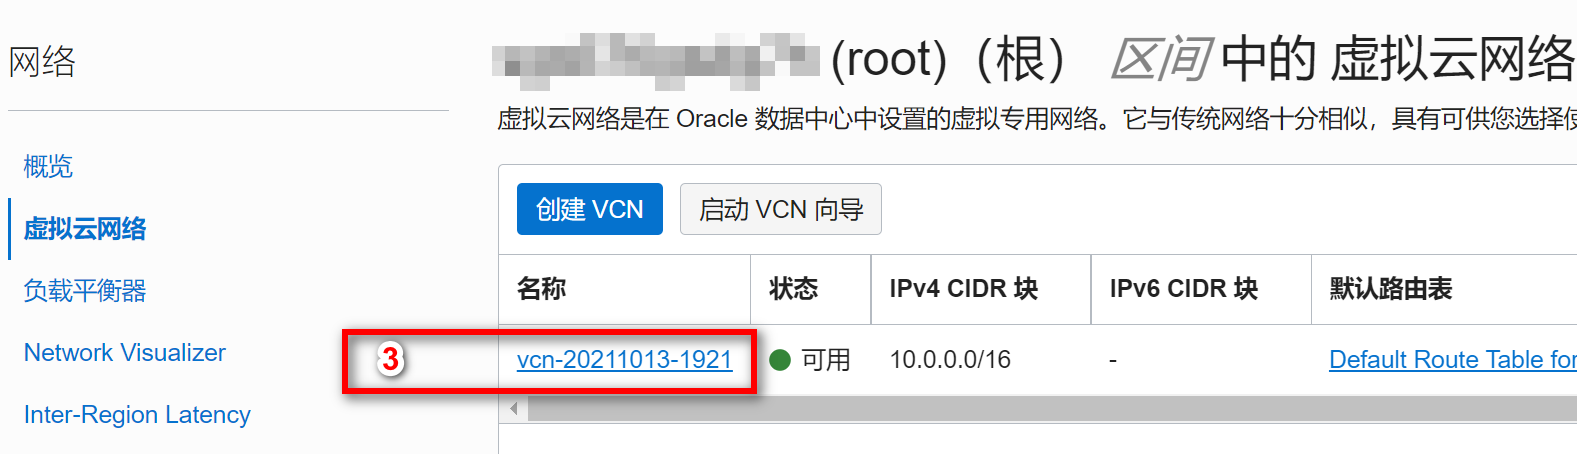 网络
(root)（根） 区间 中的 虚拟云网络
虚拟云网络是在 Oracle 数据中心中设置的虚拟专用网络。它与传统网络十分相似，具有可供您选择使
概览
虚拟云网络
负载平衡器
Network Visualizer
Inter-Region Latency
创建 VCN 启动 VCN 向导
名称 状态 IPv4 CIDR 块 IPv6 CIDR 块 默认路由表
3 vcn-20211013-1921 可用 10.0.0.0/16 - Default Route Table for